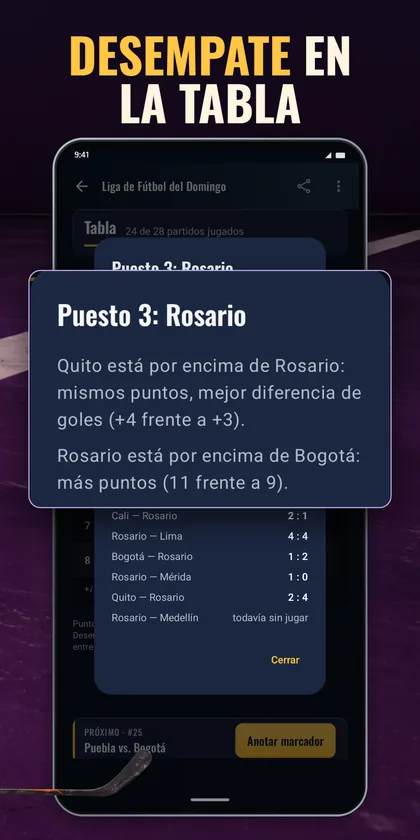 DESEMPATE EN
LA TABLA
9:41
Liga de Fútbol del Domingo
Tabla 24 de 28 partidos jugados
Puesto 3: Rosario
Puesto 3: Rosario
Quito está por encima de Rosario:
mismos puntos, mejor diferencia de
goles (+4 frente a +3).
Rosario está por encima de Bogotá:
más puntos (11 frente a 9).
Cali — Rosario 2 : 1
7
Rosario — Lima 4 : 4
Bogotá — Rosario 1 : 2
8
Rosario — Mérida 1 : 0
+/
Quito — Rosario 2 : 4
Rosario — Medellín todavía sin jugar
Punto
Dese
entre
Cerrar
PRÓXIMO · #25
Puebla vs. Bogotá
Anotar marcador